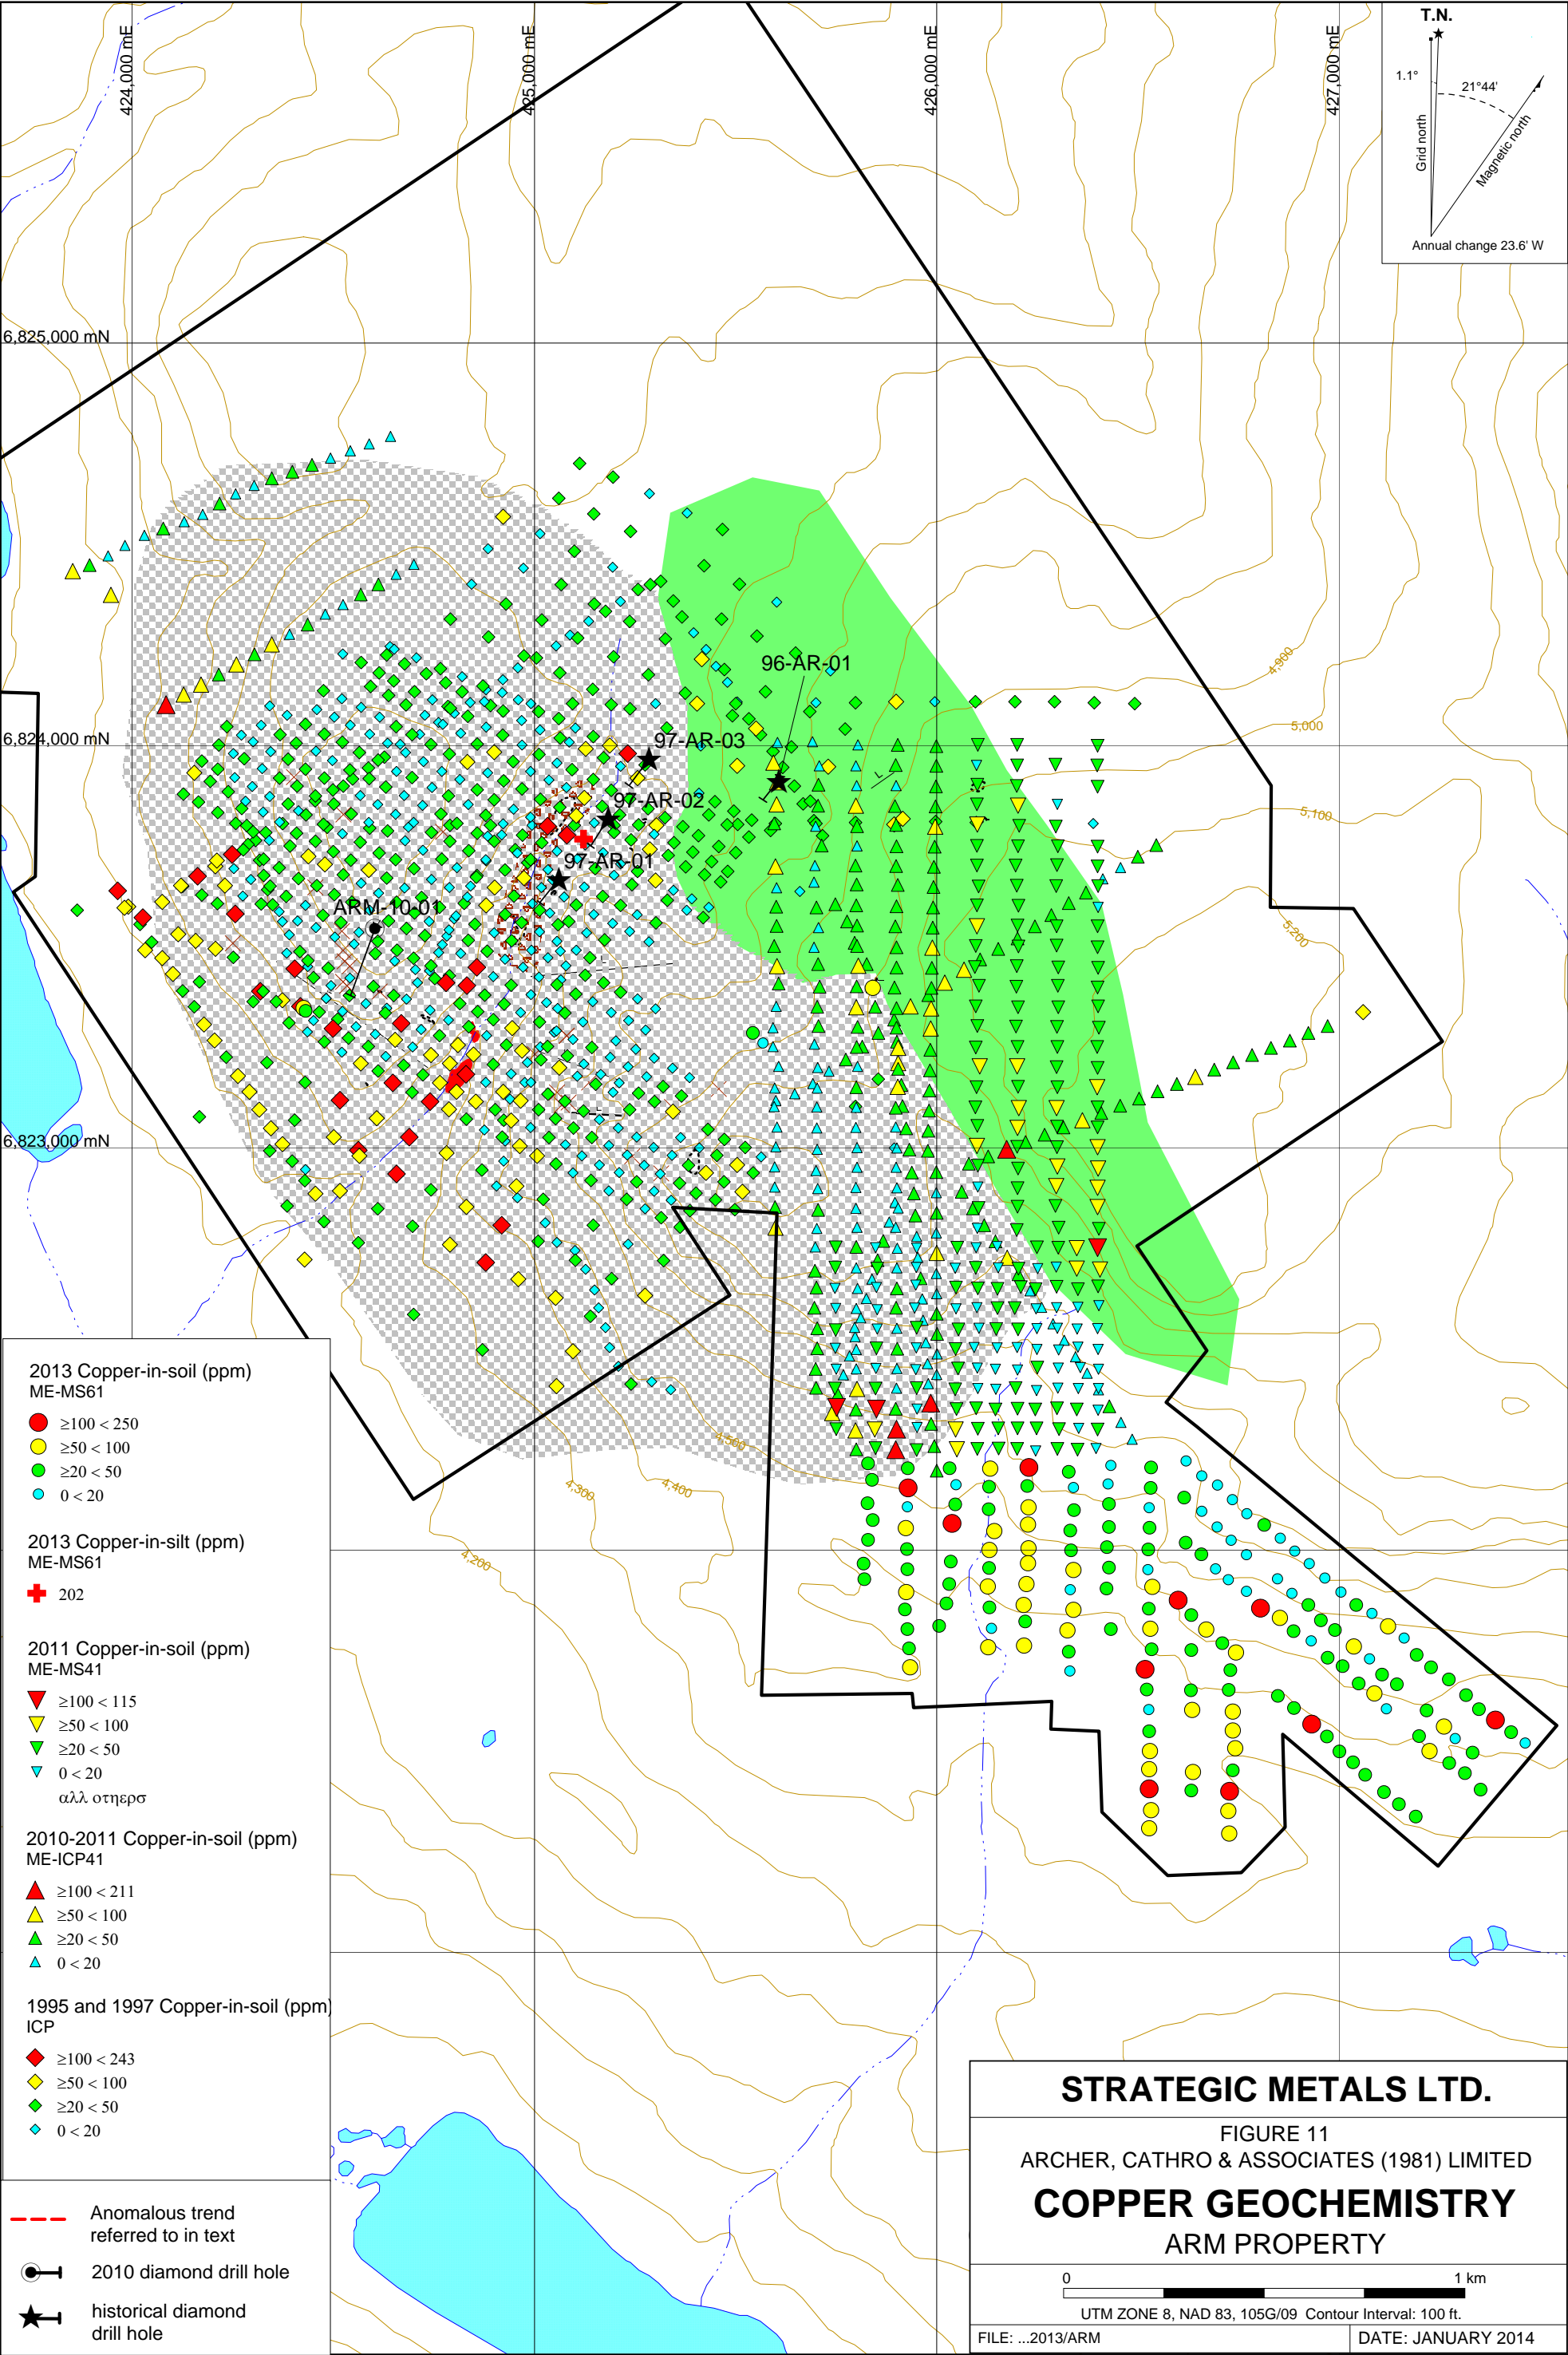 424,000 mE
425,000 mE
426,000 mE
427,000 mE
T.N.
1.1°
21°44'
Grid north
Magnetic north
Annual change 23.6' W
6,825,000 mN
4,900
96-AR-01
5,000
6,824,000 mN
97-AR-03
97-AR-02
5,100
97-AR-01
ARM-10-01
5,200
6,823,000 mN
4,500
4,400
4,300
4,200
2013 Copper-in-soil (ppm)
ME-MS61
≥100 < 250
≥50 < 100
≥20 < 50
0 < 20
2013 Copper-in-silt (ppm)
ME-MS61
202
2011 Copper-in-soil (ppm)
ME-MS41
≥100 < 115
≥50 < 100
≥20 < 50
0 < 20
αλλ οτηερσ
2010-2011 Copper-in-soil (ppm)
ME-ICP41
≥100 < 211
≥50 < 100
≥20 < 50
0 < 20
1995 and 1997 Copper-in-soil (ppm)
ICP
≥100 < 243
≥50 < 100
≥20 < 50
0 < 20
Anomalous trend
referred to in text
2010 diamond drill hole
historical diamond
drill hole
STRATEGIC METALS LTD.
FIGURE 11
ARCHER, CATHRO & ASSOCIATES (1981) LIMITED
COPPER GEOCHEMISTRY
ARM PROPERTY
0 1 km
UTM ZONE 8, NAD 83, 105G/09 Contour Interval: 100 ft.
FILE: ...2013/ARM DATE: JANUARY 2014